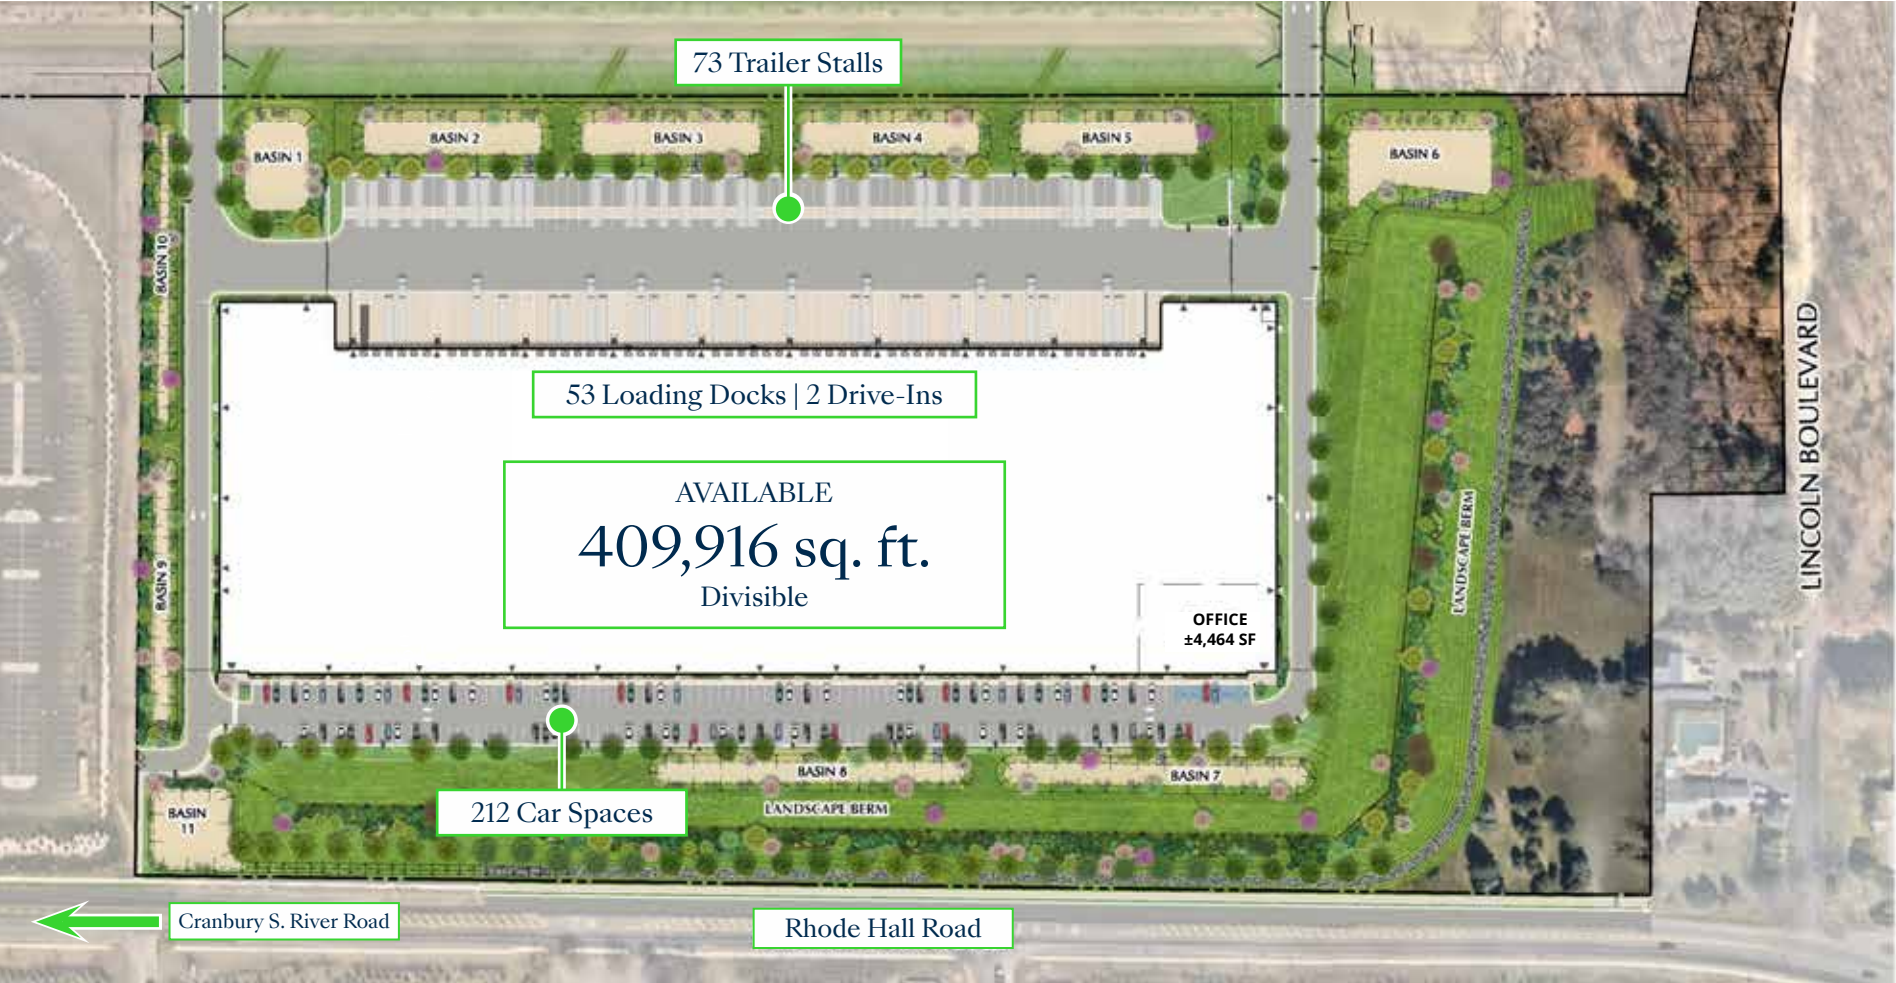 73 Trailer Stalls
BASIN 1
BASIN 2
BASIN 3
BASIN 4
BASIN 5
BASIN 6
BASIN 10
53 Loading Docks | 2 Drive-Ins
AVAILABLE
409,916 sq. ft.
Divisible
OFFICE
±4,464 SF
LINCOLN BOULEVARD
LANDSCAPE BERM
BASIN 9
BASIN 8
BASIN 7
212 Car Spaces
LANDSCAPE BERM
BASIN
11
Cranbury S. River Road
Rhode Hall Road